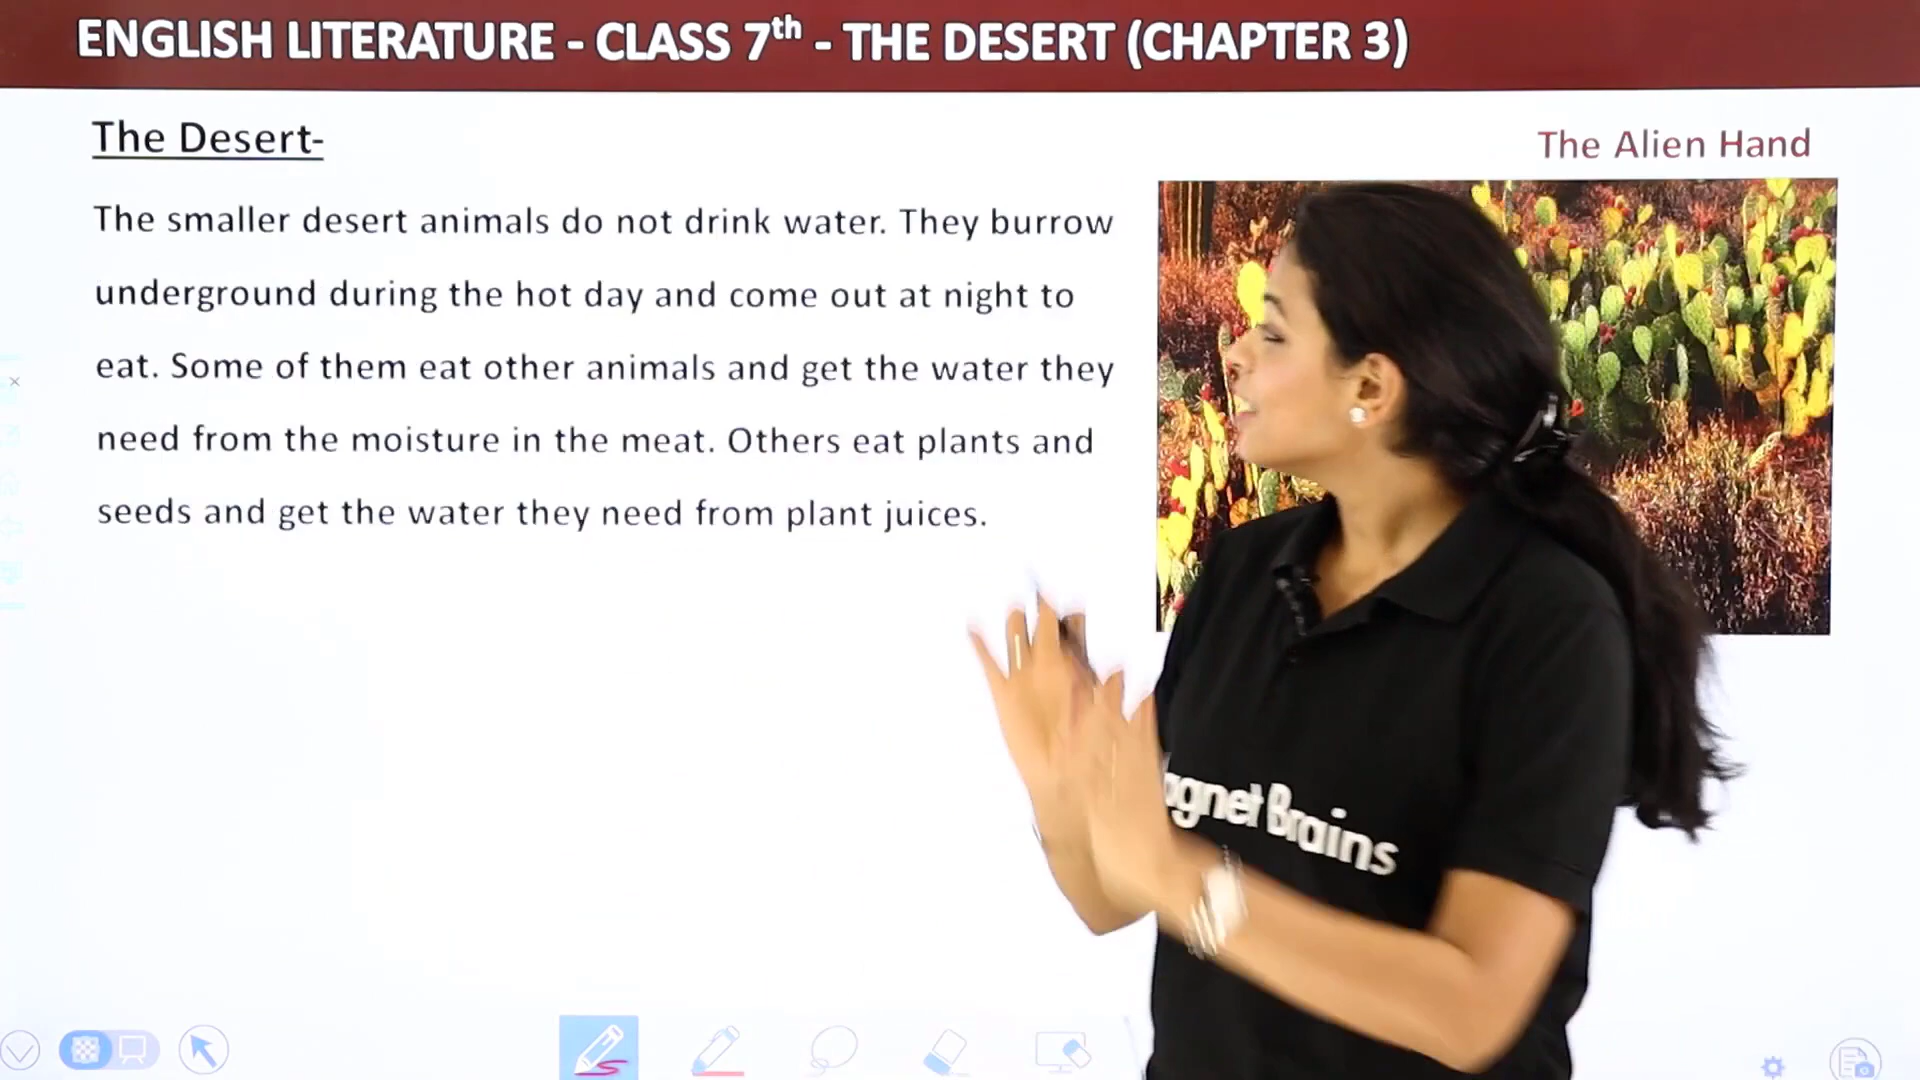 ENGLISH LITERATURE - CLASS 7th - THE DESERT (CHAPTER 3)
The Desert-
The Alien Hand
The smaller desert animals do not drink water. They burrow
underground during the hot day and come out at night to
eat. Some of them eat other animals and get the water they
need from the moisture in the meat. Others eat plants and
seeds and get the water they need from plant juices.
agnet Brains